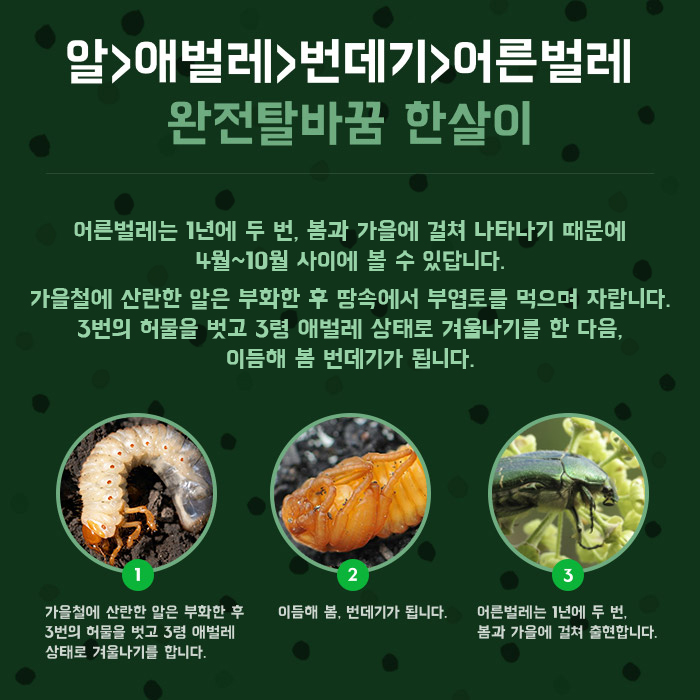 알>애벌레>번데기>어른벌레
완전탈바꿈 한살이
어른벌레는 1년에 두 번, 봄과 가을에 걸쳐 나타나기 때문에
4월~10월 사이에 볼 수 있답니다.
가을철에 산란한 알은 부화한 후 땅속에서 부엽토를 먹으며 자랍니다.
3번의 허물을 벗고 3령 애벌레 상태로 겨울나기를 한 다음,
이듬해 봄 번데기가 됩니다.
1
가을철에 산란한 알은 부화한 후
3번의 허물을 벗고 3령 애벌레
상태로 겨울나기를 합니다.
2
이듬해 봄, 번데기가 됩니다.
3
어른벌레는 1년에 두 번,
봄과 가을에 걸쳐 출현합니다.